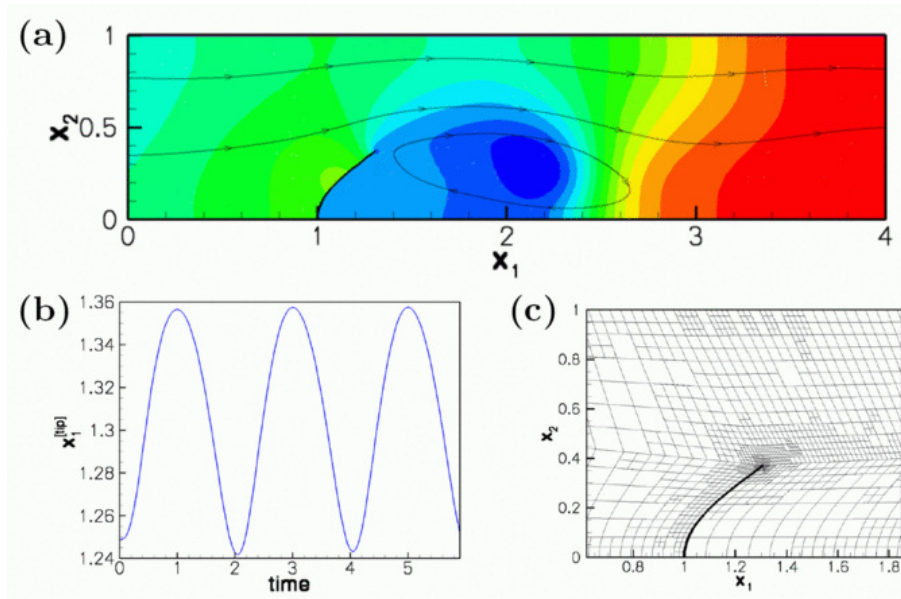 (a)
1
0.5
0
x₂
0 1 2 3 4
x₁
(b)
1.36
1.34
1.32
1.3
1.28
1.26
1.24
x₁[tip]
0 1 2 3 4 5
time
(c)
1
0.8
0.6
0.4
0.2
0
x₂
0.8 1 1.2 1.4 1.6 1.8
x₁